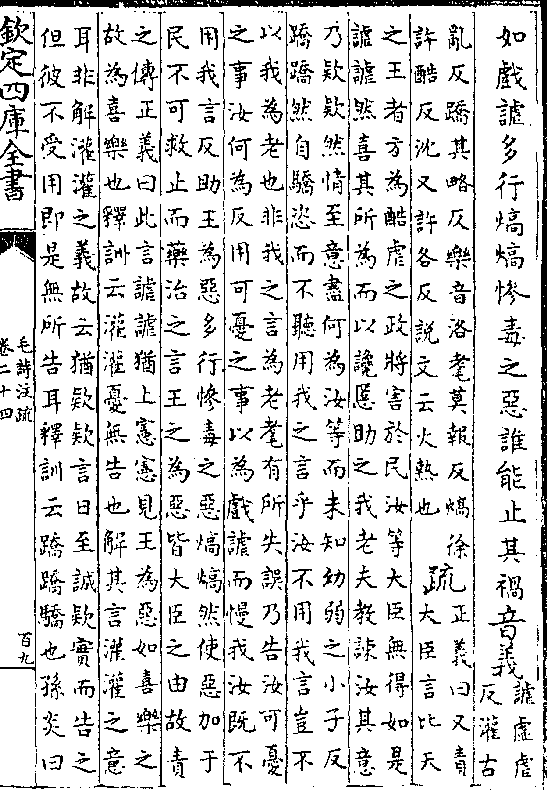 如戲謔多行熇熇慘毒之惡誰能止其禍音義謔虛虐
反灌古
亂反蹻其略反樂音洛耄莫報反熇徐
許酷反沈又許各反説文云火熱也
疏正義曰又責
大臣言比天
之王者方為酷虐之政將害於民汝等大臣無得如是
謔謔然喜其所為而以讒慝助之我老夫教諫汝其意
乃欵欵然情至意盡何為汝等而未知幼弱之小子反
蹻蹻然自驕恣而不聽用我之言乎汝不用我言豈不
以我為老也非我之言為老耄有所失誤乃告汝可憂
之事汝何為反用可憂之事以為戲謔而慢我汝既不
用我言反助王為惡多行慘毒之惡熇熇然使惡加于
民不可救止而藥治之言王之為惡皆大臣之由故責
之傳正義曰此言謔謔猶上憲憲見王為惡如喜樂之
故為喜樂也釋訓云灌灌憂無告也解其言灌灌之意
耳非解灌灌之義故云猶欵欵言曰至誠欵實而告之
但彼不受用即是無所告耳釋訓云蹻蹻驕也孫炎曰
欽定四庫全書
毛詩注疏
卷二十四
百九